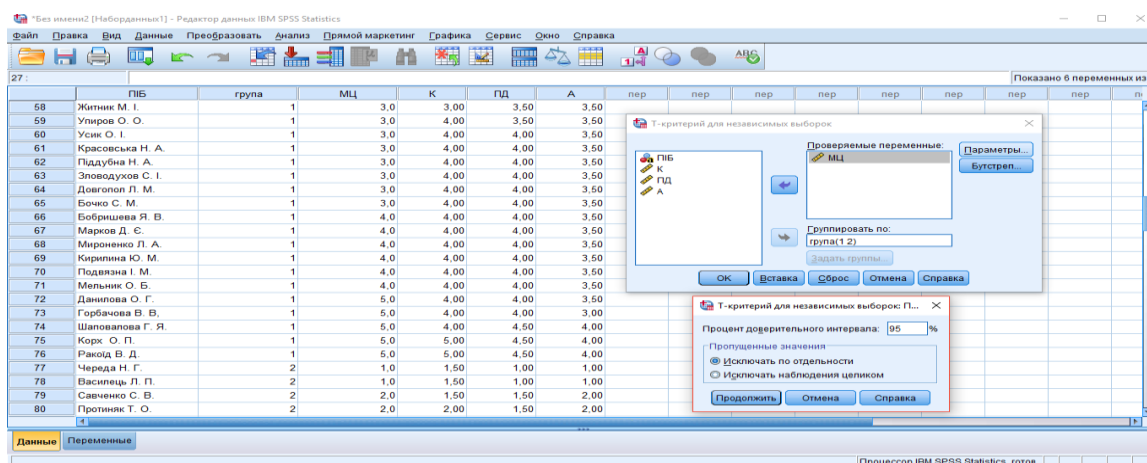 *Без имени2 [Наборданных1] - Редактор данных IBM SPSS Statistics
Файл Правка Вид Данные Преобразовать Анализ Прямой маркетинг Графика Сервис Окно Справка
27 :
Показано 6 переменных из
ПІБ група МЦ К ПД А пер пер пер пер пер пер пер
58 Житник М. І. 1 3,0 3,00 3,50 3,50
59 Упиров О. О. 1 3,0 4,00 3,50 3,50
60 Усик О. І. 1 3,0 4,00 4,00 3,50
61 Красовська Н. А. 1 3,0 4,00 4,00 3,50
62 Піддубна Н. А. 1 3,0 4,00 4,00 3,50
63 Зловодухов С. І. 1 3,0 4,00 4,00 3,50
64 Довгопол Л. М. 1 3,0 4,00 4,00 3,50
65 Бочко С. М. 1 3,0 4,00 4,00 3,50
66 Бобришева Я. В. 1 4,0 4,00 4,00 3,50
67 Марков Д. Є. 1 4,0 4,00 4,00 3,50
68 Мироненко Л. А. 1 4,0 4,00 4,00 3,50
69 Кирилина Ю. М. 1 4,0 4,00 4,00 3,50
70 Подвязна І. М. 1 4,0 4,00 4,00 3,50
71 Мельник О. Б. 1 4,0 4,00 4,00 3,50
72 Данилова О. Г. 1 5,0 4,00 4,00 3,50
73 Горбачова В. В, 1 5,0 4,00 4,00 3,00
74 Шаповалова Г. Я. 1 5,0 4,00 4,50 4,00
75 Корх О. П. 1 5,0 5,00 4,50 4,00
76 Ракоїд В. Д. 1 5,0 5,00 4,50 4,00
77 Череда Н. Г. 2 1,0 1,50 1,00 1,00
78 Василець Л. П. 2 1,0 1,50 1,00 1,00
79 Савченко С. В. 2 2,0 1,50 1,50 2,00
80 Протиняк Т. О. 2 2,0 2,00 1,50 2,00
Данные Переменные
Процессор IBM SPSS Statistics готов
Т-критерий для независимых выборок
ПІБ
К
ПД
А
Проверяемые переменные:
МЦ
Параметры...
Бутстреп...
Группировать по:
група(1 2)
Задать группы...
ОК Вставка Сброс Отмена Справка
Т-критерий для независимых выборок: П...
Процент доверительного интервала: 95 %
Пропущенные значения
Исключать по отдельности
Исключать наблюдения целиком
Продолжить Отмена Справка